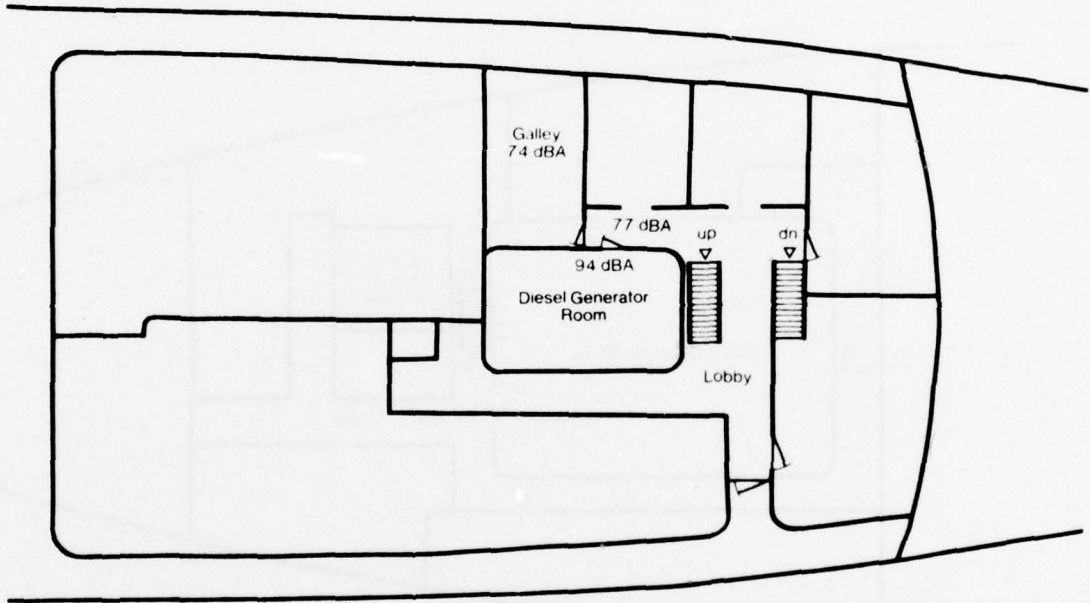 Galley
74 dBA
77 dBA
up
dn
94 dBA
Diesel Generator
Room
Lobby